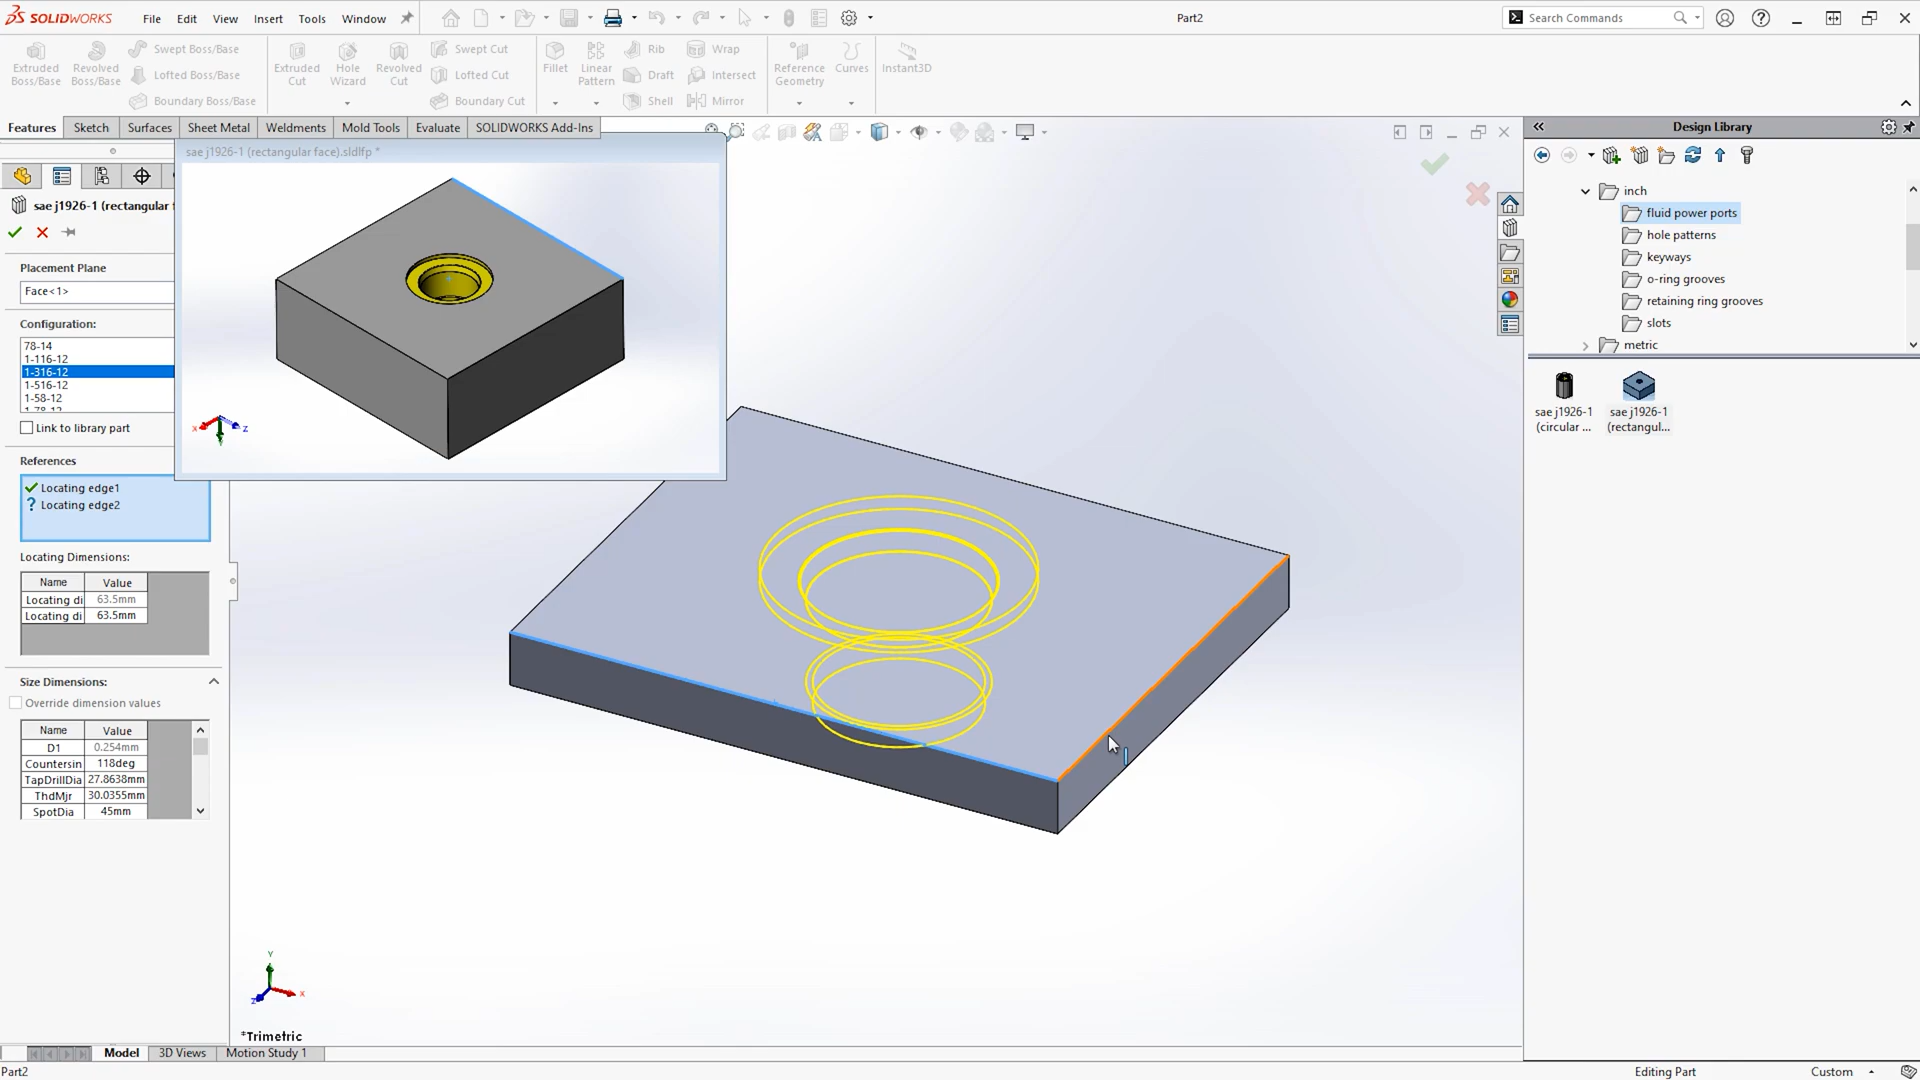 SOLIDWORKS File Edit View Insert Tools Window Part2 Search Commands
Extruded Boss/Base
Revolved Boss/Base
Swept Boss/Base
Lofted Boss/Base
Boundary Boss/Base
Extruded Cut
Hole Wizard
Revolved Cut
Swept Cut
Lofted Cut
Boundary Cut
Fillet
Linear Pattern
Rib
Draft
Shell
Wrap
Intersect
Mirror
Reference Geometry
Curves
Instant3D
Features Sketch Surfaces Sheet Metal Weldments Mold Tools Evaluate SOLIDWORKS Add-Ins
sae j1926-1 (rectangular face).sldlfp *
sae j1926-1 (rectangular f
Placement Plane
Face<1>
Configuration:
78-14
1-116-12
1-316-12
1-516-12
1-58-12
1-78-12
Link to library part
References
Locating edge1
? Locating edge2
Locating Dimensions:
Name Value
Locating di 63.5mm
Locating di 63.5mm
Size Dimensions:
Override dimension values
Name Value
D1 0.254mm
Countersin 118deg
TapDrillDia 27.8638mm
ThdMjr 30.0355mm
SpotDia 45mm
X Z
Y
X
Z
*Trimetric
Model 3D Views Motion Study 1
Part2 Editing Part Custom
Design Library
inch
fluid power ports
hole patterns
keyways
o-ring grooves
retaining ring grooves
slots
metric
sae j1926-1 (circular ...
sae j1926-1 (rectangul...